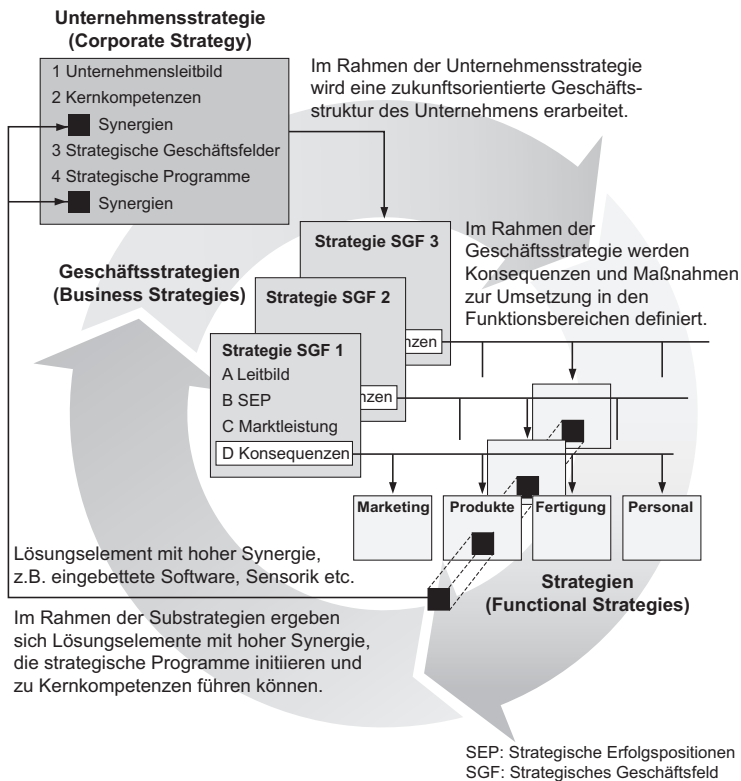 Unternehmensstrategie
(Corporate Strategy)
1 Unternehmensleitbild
2 Kernkompetenzen
Synergien
3 Strategische Geschäftsfelder
4 Strategische Programme
Synergien
Im Rahmen der Unternehmensstrategie
wird eine zukunftsorientierte Geschäfts-
struktur des Unternehmens erarbeitet.
Geschäftsstrategien
(Business Strategies)
Strategie SGF 3
nzen
Strategie SGF 2
nzen
Strategie SGF 1
A Leitbild
B SEP
C Marktleistung
D Konsequenzen
Im Rahmen der
Geschäftsstrategie werden
Konsequenzen und Maßnahmen
zur Umsetzung in den
Funktionsbereichen definiert.
Marketing
Produkte
Fertigung
Personal
Lösungselement mit hoher Synergie,
z.B. eingebettete Software, Sensorik etc.
Strategien
(Functional Strategies)
Im Rahmen der Substrategien ergeben
sich Lösungselemente mit hoher Synergie,
die strategische Programme initiieren und
zu Kernkompetenzen führen können.
SEP: Strategische Erfolgspositionen
SGF: Strategisches Geschäftsfeld